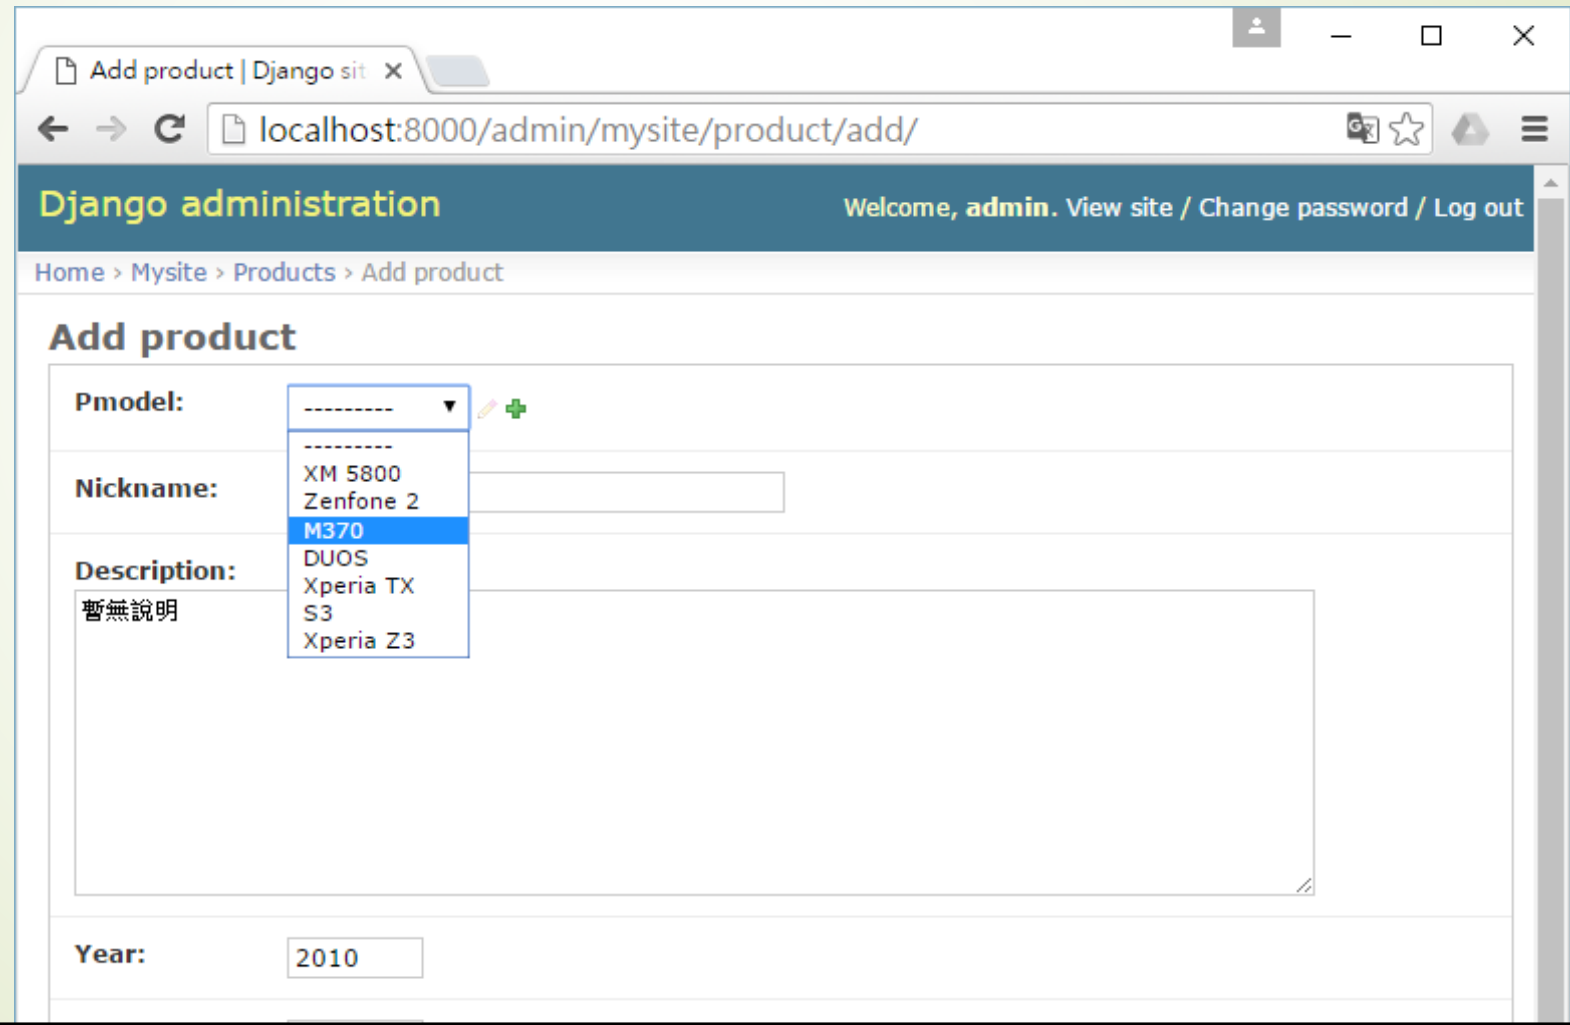 Add product | Django sit
localhost:8000/admin/mysite/product/add/
Django administration
Welcome, admin. View site / Change password / Log out
Home › Mysite › Products › Add product
Add product
Pmodel:
---------
---------
XM 5800
Zenfone 2
M370
DUOS
Xperia TX
S3
Xperia Z3
Nickname:
Description:
暫無說明
Year:
2010